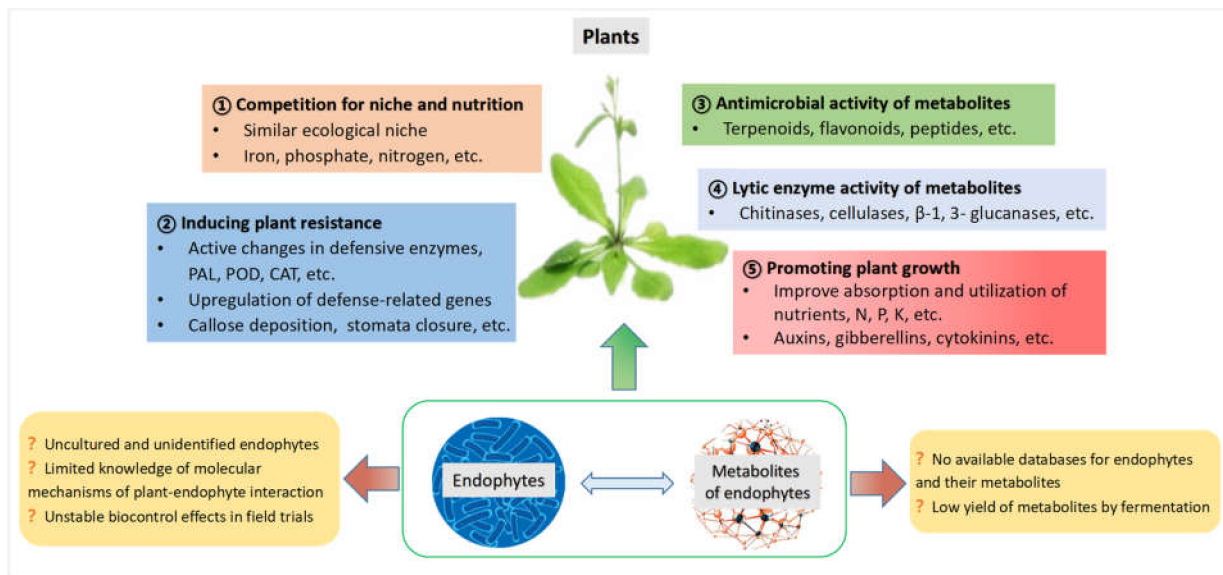 Plants
① Competition for niche and nutrition
• Similar ecological niche
• Iron, phosphate, nitrogen, etc.
② Inducing plant resistance
• Active changes in defensive enzymes,
PAL, POD, CAT, etc.
• Upregulation of defense-related genes
• Callose deposition, stomata closure, etc.
③ Antimicrobial activity of metabolites
• Terpenoids, flavonoids, peptides, etc.
④ Lytic enzyme activity of metabolites
• Chitinases, cellulases, β-1, 3- glucanases, etc.
⑤ Promoting plant growth
• Improve absorption and utilization of
nutrients, N, P, K, etc.
• Auxins, gibberellins, cytokinins, etc.
? Uncultured and unidentified endophytes
? Limited knowledge of molecular
mechanisms of plant-endophyte interaction
? Unstable biocontrol effects in field trials
Endophytes
Metabolites
of endophytes
? No available databases for endophytes
and their metabolites
? Low yield of metabolites by fermentation